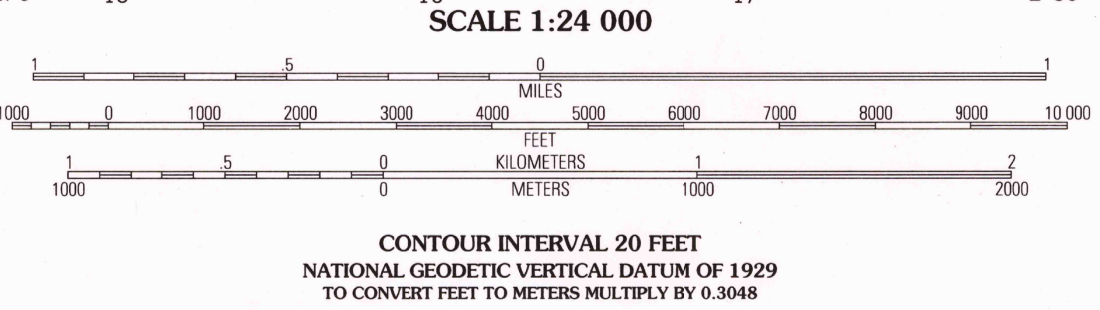 SCALE 1:24 000
1 .5 0 1
MILES
1000 0 1000 2000 3000 4000 5000 6000 7000 8000 9000 10 000
FEET
1 .5 0 KILOMETERS 1 2
1000 0 METERS 1000 2000
CONTOUR INTERVAL 20 FEET
NATIONAL GEODETIC VERTICAL DATUM OF 1929
TO CONVERT FEET TO METERS MULTIPLY BY 0.3048